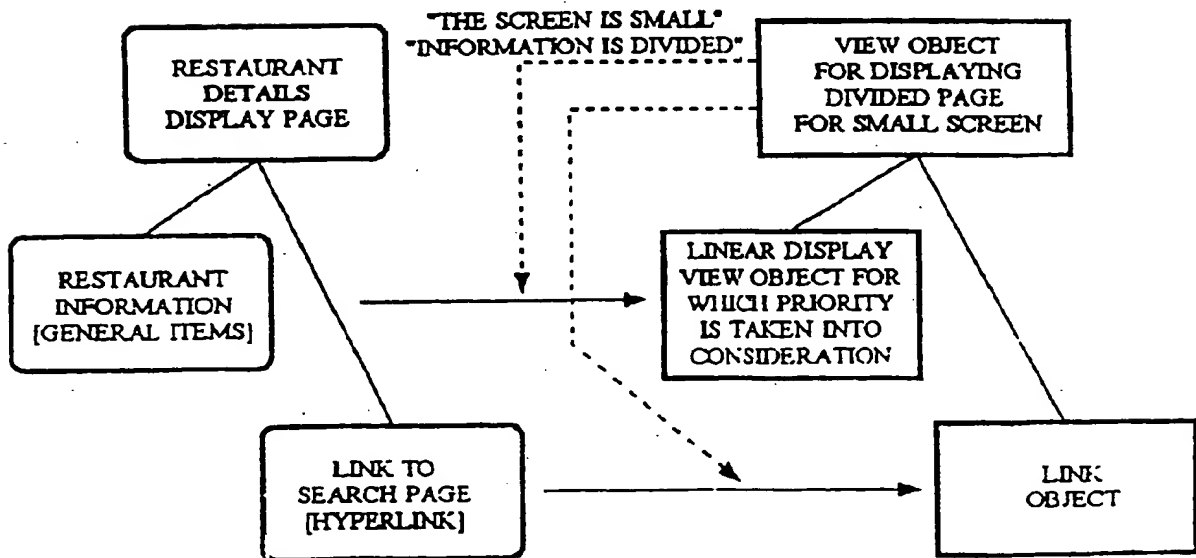 "THE SCREEN IS SMALL"
"INFORMATION IS DIVIDED"
RESTAURANT
DETAILS
DISPLAY PAGE
VIEW OBJECT
FOR DISPLAYING
DIVIDED PAGE
FOR SMALL SCREEN
RESTAURANT
INFORMATION
[GENERAL ITEMS]
LINEAR DISPLAY
VIEW OBJECT FOR
WHICH PRIORITY
IS TAKEN INTO
CONSIDERATION
LINK TO
SEARCH PAGE
[HYPERLINK]
LINK
OBJECT